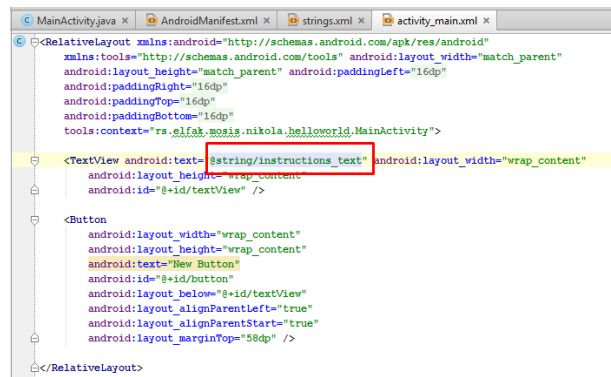 MainActivity.java × AndroidManifest.xml × strings.xml × activity_main.xml ×
<RelativeLayout xmlns:android="http://schemas.android.com/apk/res/android"
xmlns:tools="http://schemas.android.com/tools" android:layout_width="match_parent"
android:layout_height="match_parent" android:paddingLeft="16dp"
android:paddingRight="16dp"
android:paddingTop="16dp"
android:paddingBottom="16dp"
tools:context="rs.elfak.mosis.nikola.helloworld.MainActivity">
<TextView android:text="@string/instructions_text" android:layout_width="wrap_content"
android:layout_height="wrap_content"
android:id="@+id/textView" />
<Button
android:layout_width="wrap_content"
android:layout_height="wrap_content"
android:text="New Button"
android:id="@+id/button"
android:layout_below="@+id/textView"
android:layout_alignParentLeft="true"
android:layout_alignParentStart="true"
android:layout_marginTop="58dp" />
</RelativeLayout>